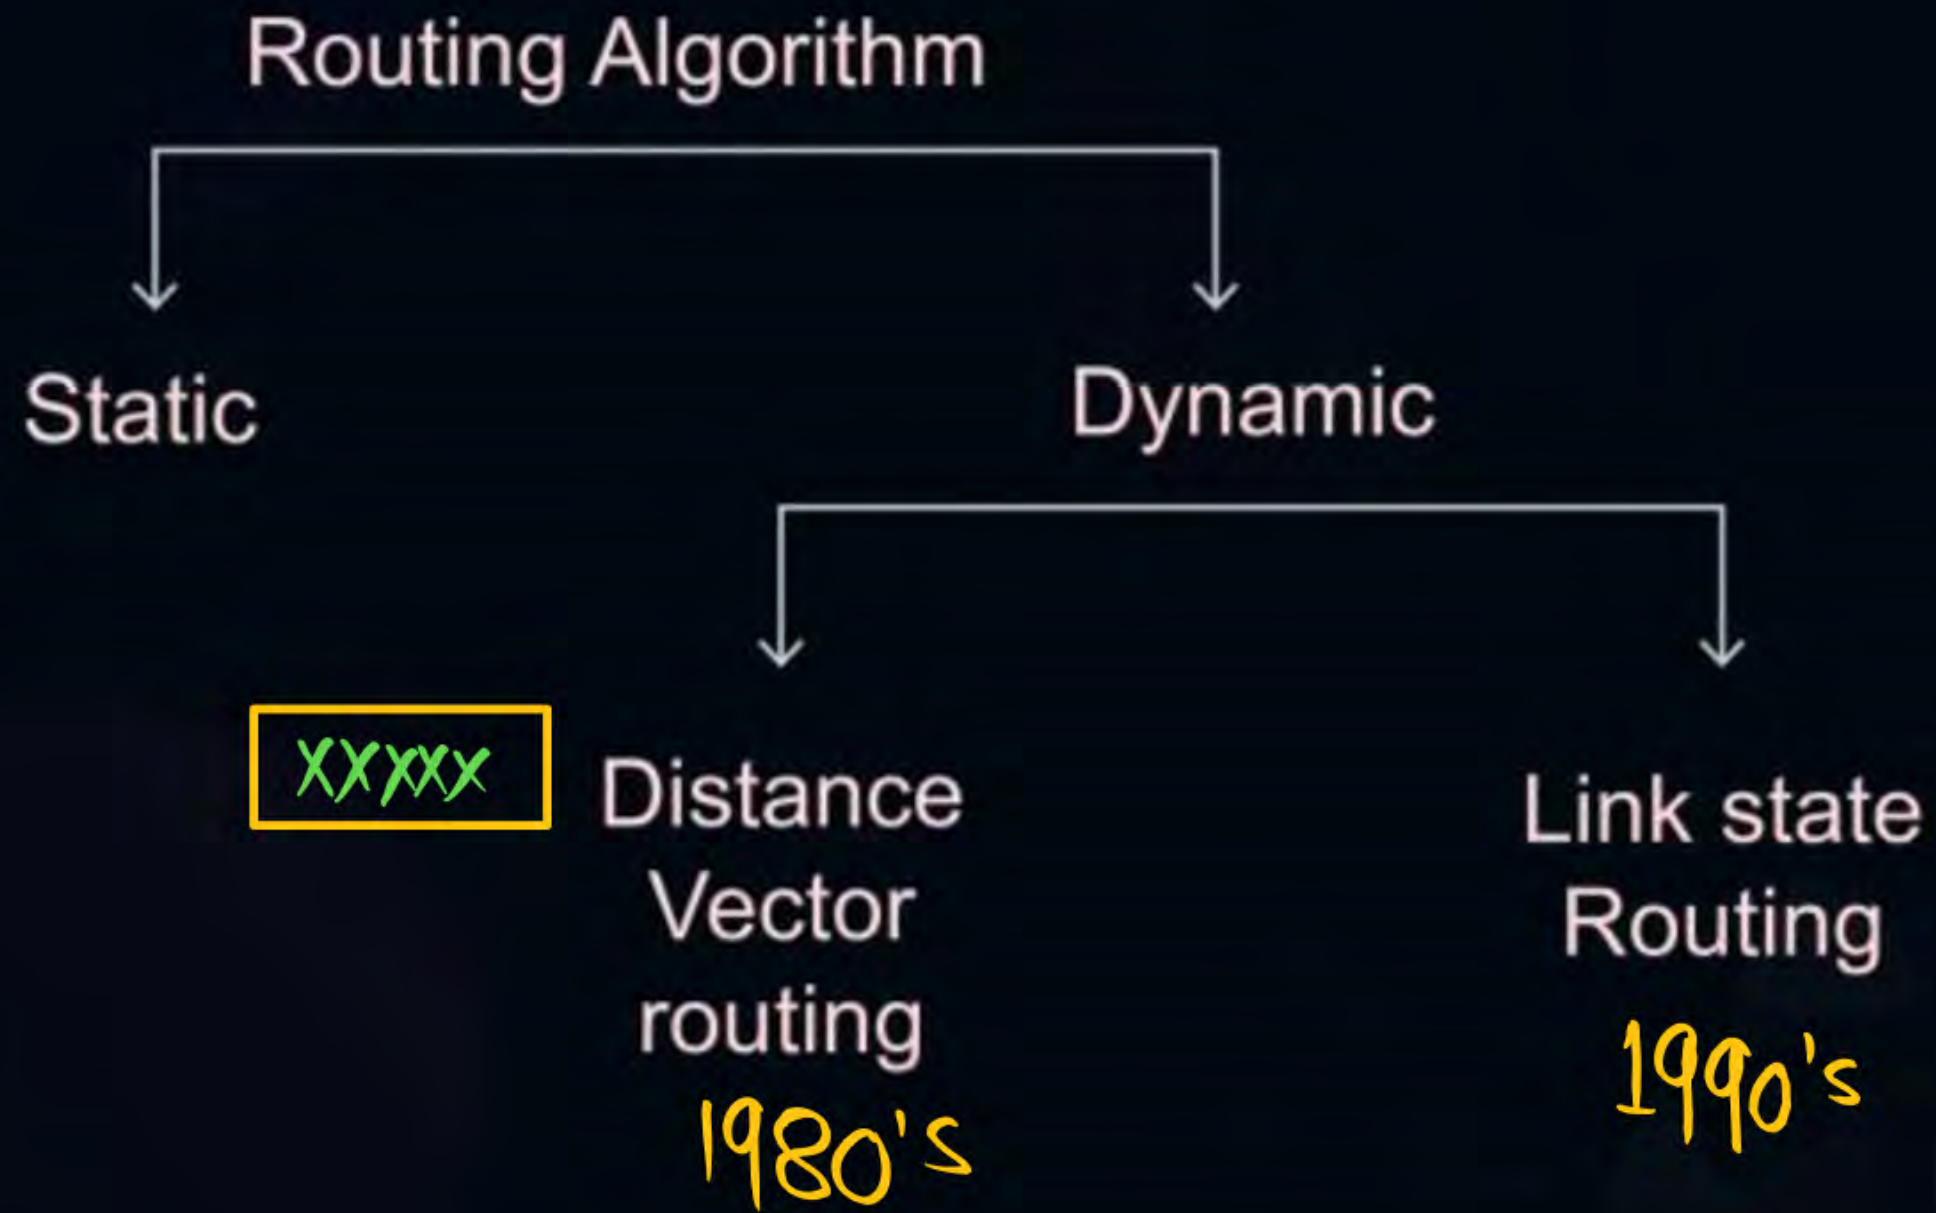 Routing Algorithm
Static
Dynamic
XXXXX
Distance
Vector
routing
1980's
Link state
Routing
1990's